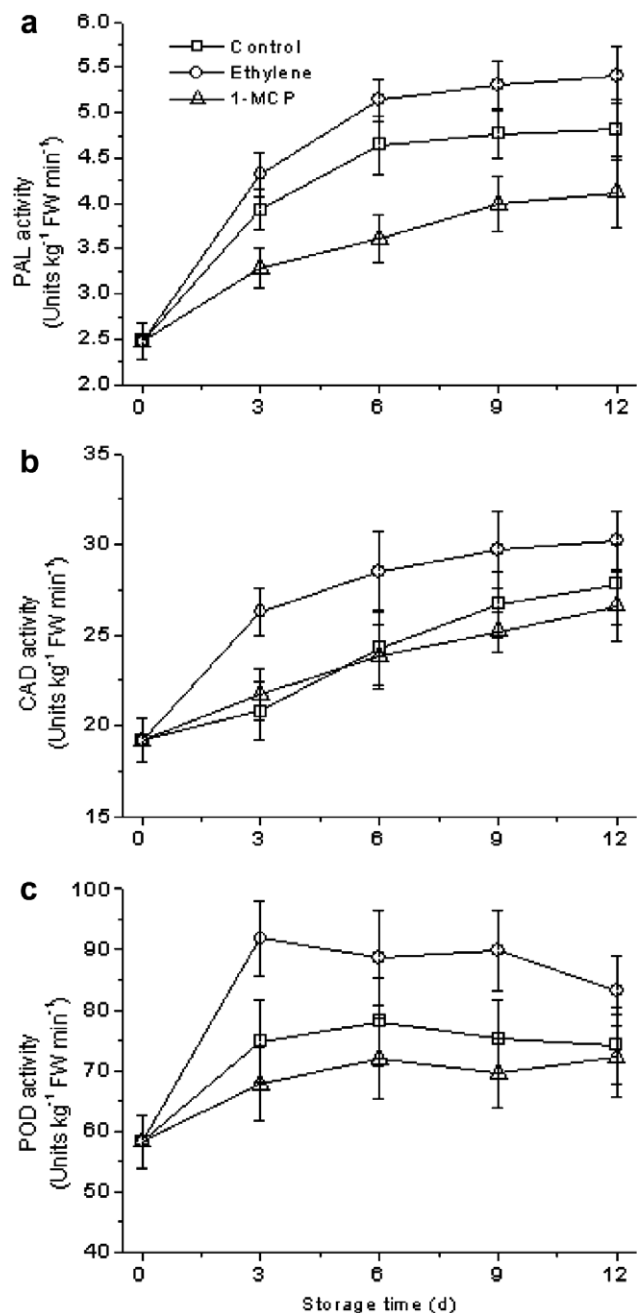 a
6.0
5.5
5.0
4.5
4.0
3.5
3.0
2.5
2.0
PAL activity
(Units kg⁻¹ FW min⁻¹)
Control
Ethylene
1-MCP
0 3 6 9 12
b
35
30
25
20
15
CAD activity
(Units kg⁻¹ FW min⁻¹)
0 3 6 9 12
c
100
90
80
70
60
50
40
POD activity
(Units kg⁻¹ FW min⁻¹)
0 3 6 9 12
Storage time (d)